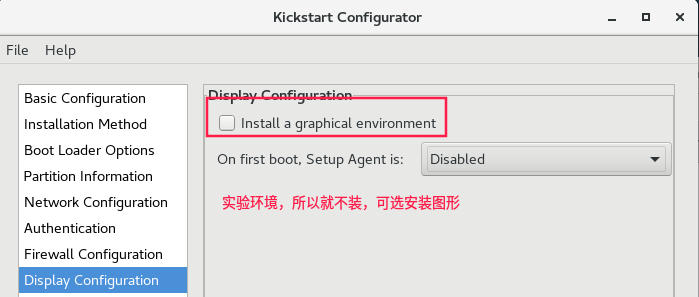 Kickstart Configurator
File Help
Basic Configuration
Installation Method
Boot Loader Options
Partition Information
Network Configuration
Authentication
Firewall Configuration
Display Configuration
Display Configuration
Install a graphical environment
On first boot, Setup Agent is: Disabled
实验环境，所以就不装，可选安装图形